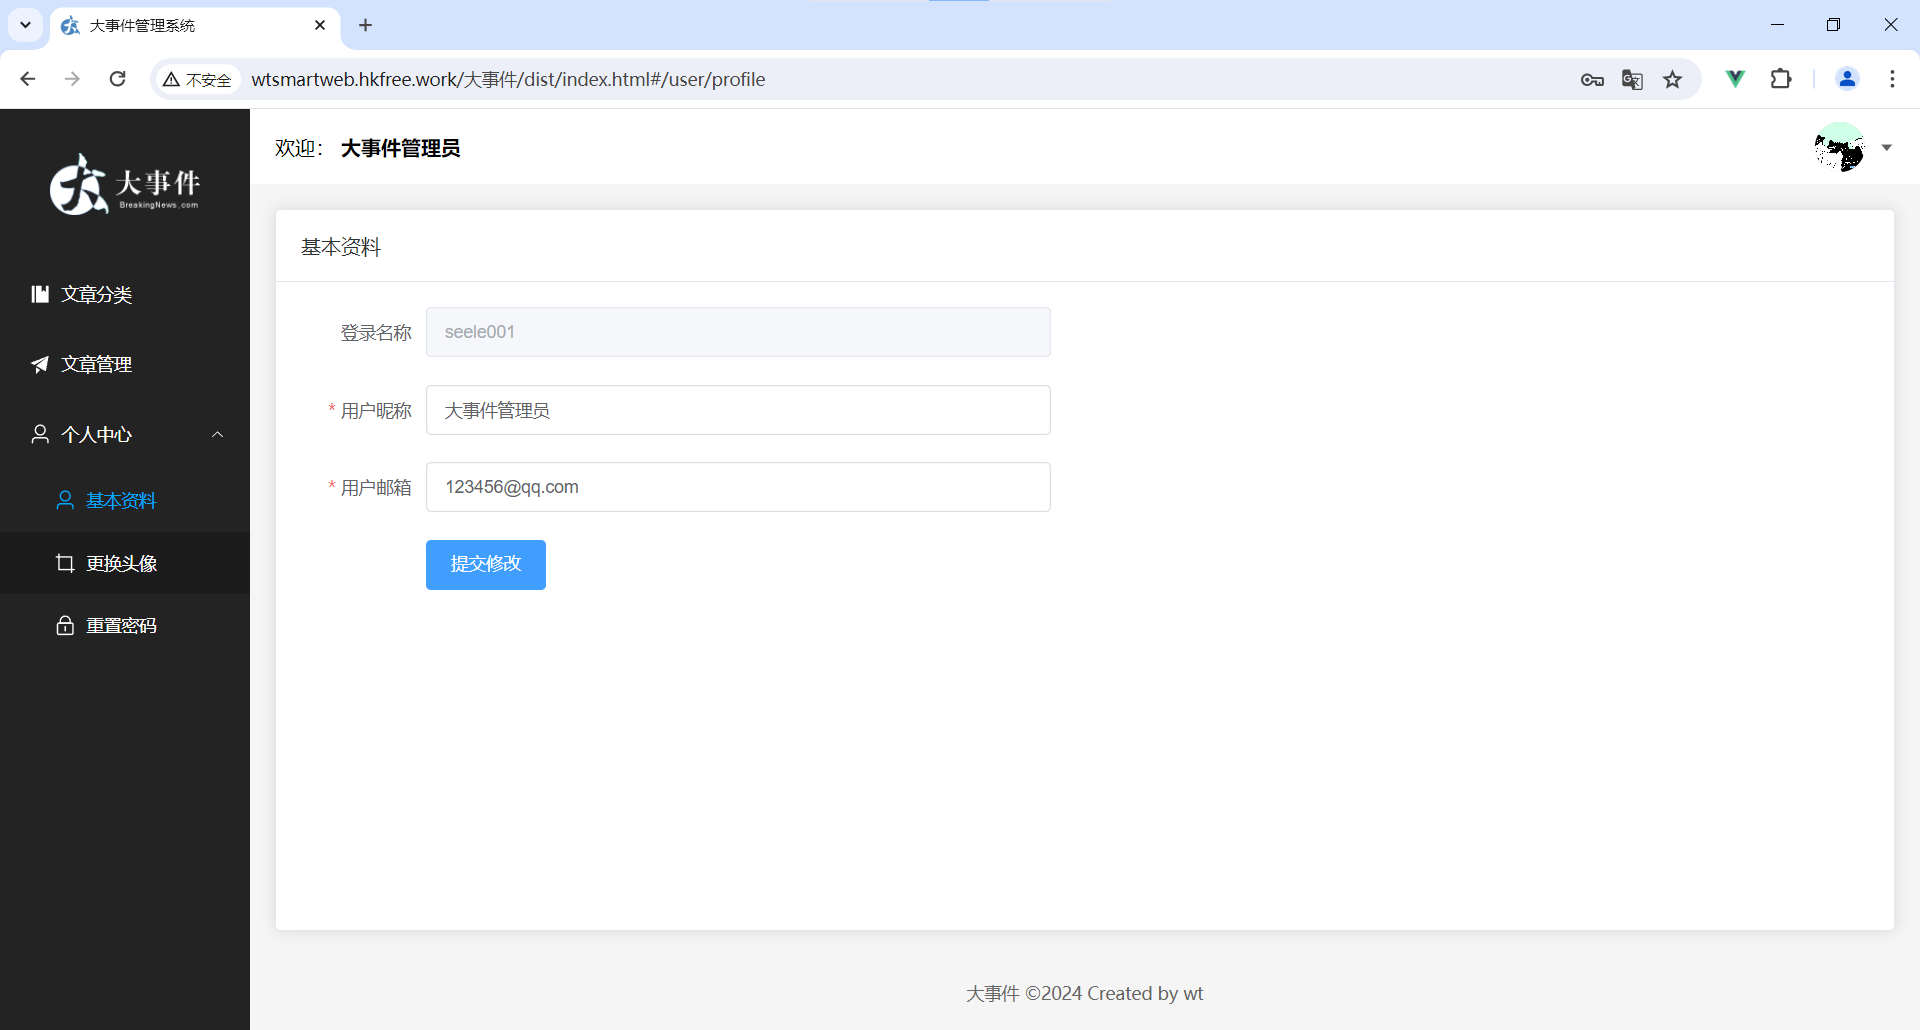 大事件管理系统
不安全 wtsmartweb.hkfree.work/大事件/dist/index.html#/user/profile
大事件
BreakingNews_com
欢迎： 大事件管理员
文章分类
文章管理
个人中心
基本资料
更换头像
重置密码
基本资料
登录名称 seele001
* 用户昵称 大事件管理员
* 用户邮箱 123456@qq.com
提交修改
大事件 ©2024 Created by wt